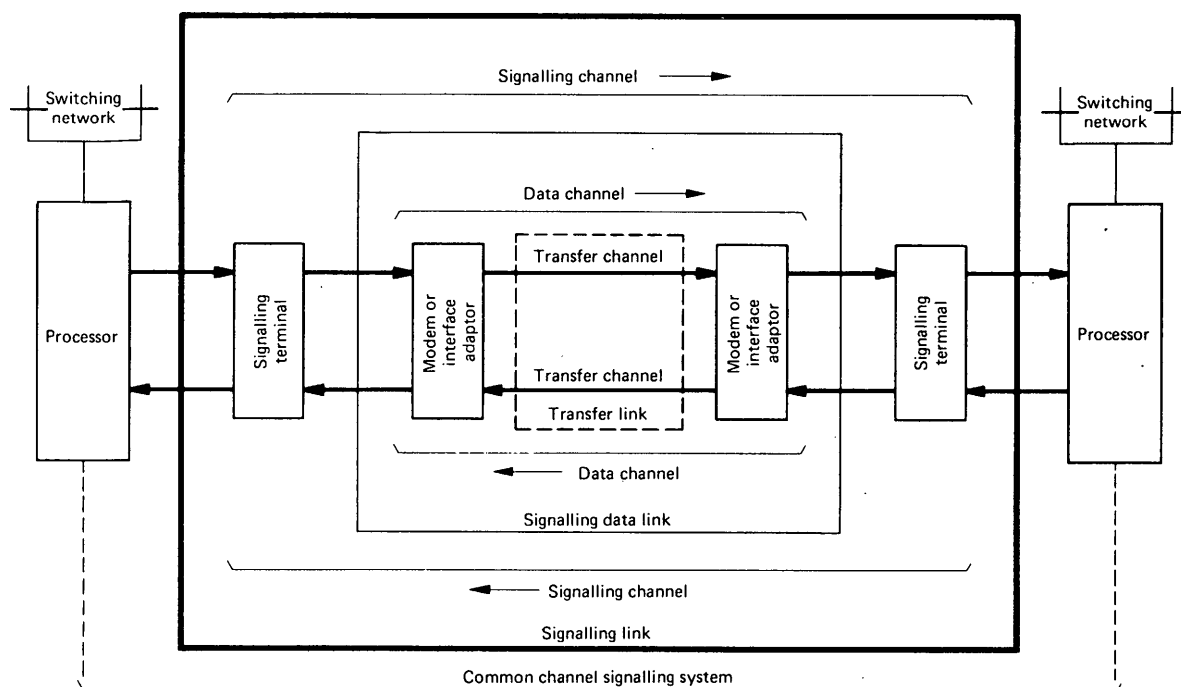 Signalling channel
Switching
network
Switching
network
Data channel
Transfer channel
Processor
Signalling
terminal
Modem or
interface
adaptor
Modem or
interface
adaptor
Signalling
terminal
Processor
Transfer channel
Transfer link
Data channel
Signalling data link
Signalling channel
Signalling link
Common channel signalling system